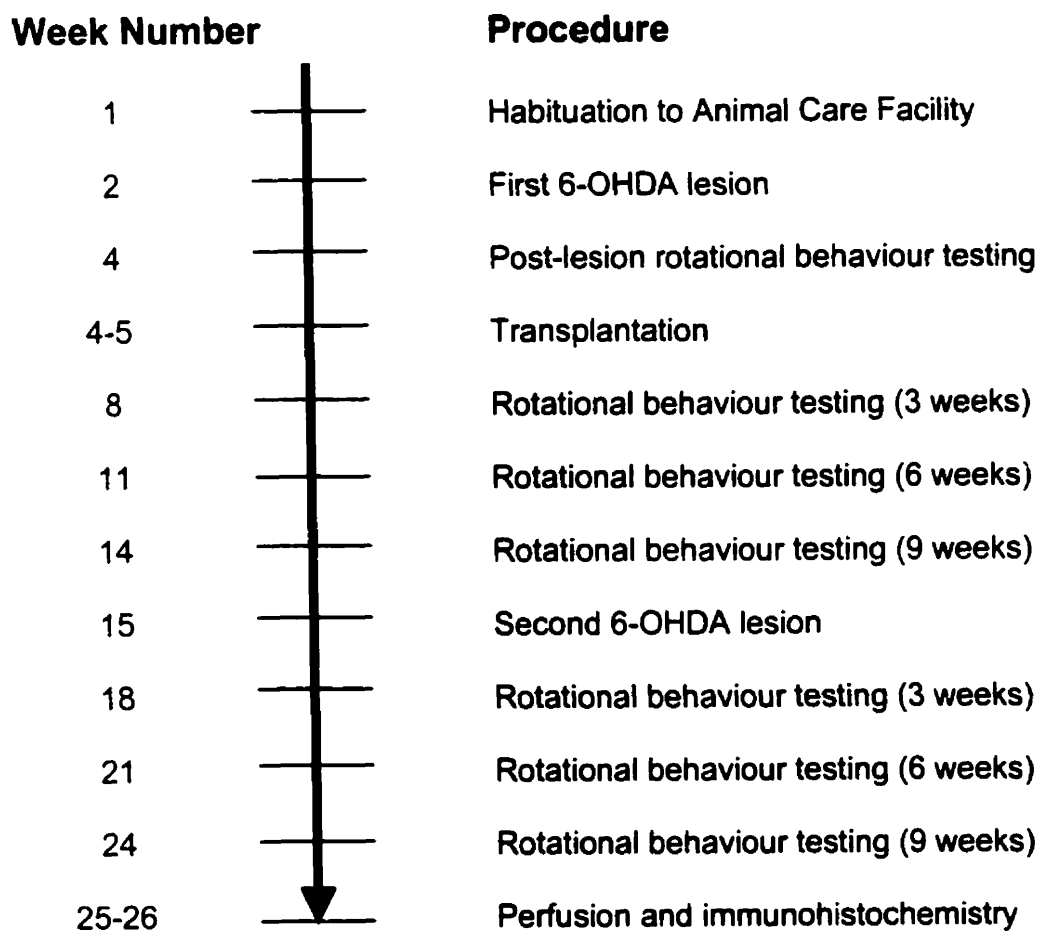 Week Number Procedure
1 Habituation to Animal Care Facility
2 First 6-OHDA lesion
4 Post-lesion rotational behaviour testing
4-5 Transplantation
8 Rotational behaviour testing (3 weeks)
11 Rotational behaviour testing (6 weeks)
14 Rotational behaviour testing (9 weeks)
15 Second 6-OHDA lesion
18 Rotational behaviour testing (3 weeks)
21 Rotational behaviour testing (6 weeks)
24 Rotational behaviour testing (9 weeks)
25-26 Perfusion and immunohistochemistry